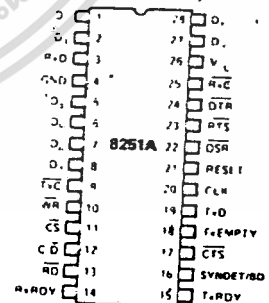 1 28
2 27
RxD 3 26
GND 4 25 RxC
5 24 DTR
6 23 RTS
7 8251A 22 DSR
8 21 RESET
TxC 9 20 CLK
WR 10 19 TxD
CS 11 18 TxEMPTY
C D 12 17 CTS
RD 13 16 SYNDET/BD
RxRDY 14 15 TxRDY